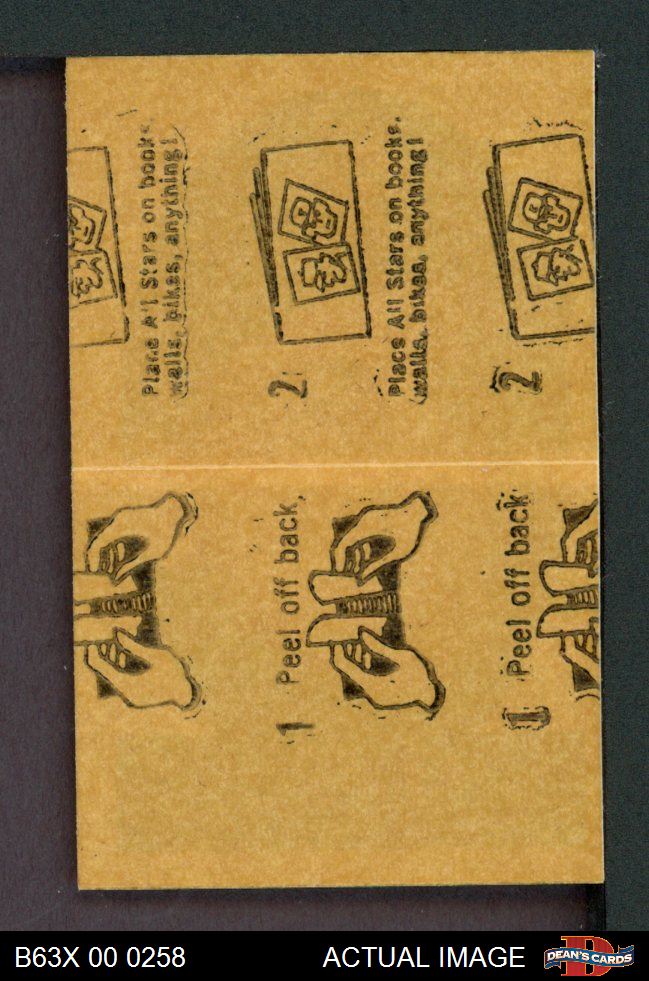 Place All Stars on books,
walls, bikes, anything!
2
Place All Stars on books,
walls, bikes, anything!
2
1 Peel off back,
1 Peel off back
B63X 00 0258
ACTUAL IMAGE
DEAN'S CARDS